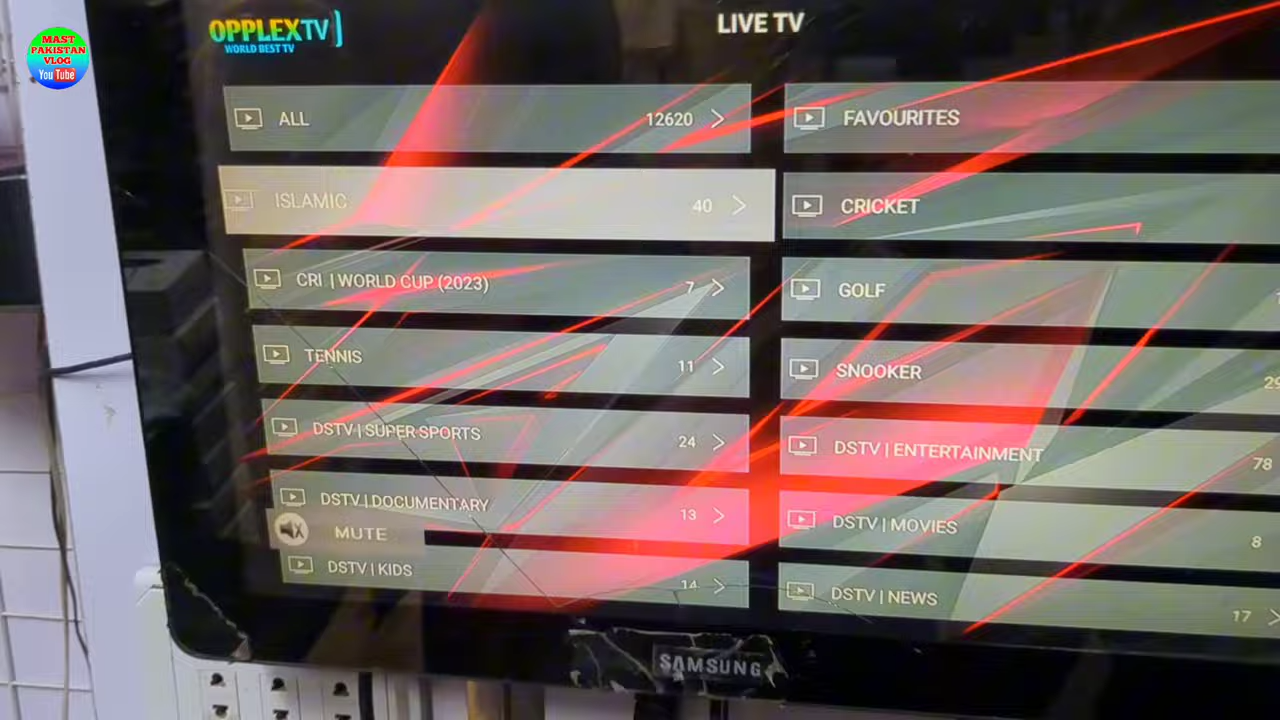 MAST
PAKISTAN
VLOG
You Tube
OPPLEXTV
WORLD BEST TV
LIVE TV
ALL 12620
FAVOURITES
ISLAMIC 40
CRICKET
CRI | WORLD CUP (2023) 7
GOLF
TENNIS 11
SNOOKER 29
DSTV | SUPER SPORTS 24
DSTV | ENTERTAINMENT 78
DSTV | DOCUMENTARY 13
DSTV | MOVIES 8
MUTE
DSTV | KIDS 14
DSTV | NEWS 17
SAMSUNG